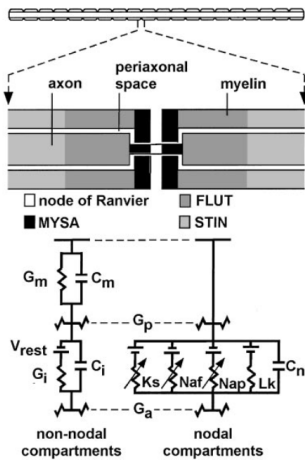 periaxonal
axon space myelin
node of Ranvier FLUT
MYSA STIN
Gm Cm
Gp
Vrest
Gi Ci Ks Naf Nap Lk Cn
Ga
non-nodal nodal
compartments compartments